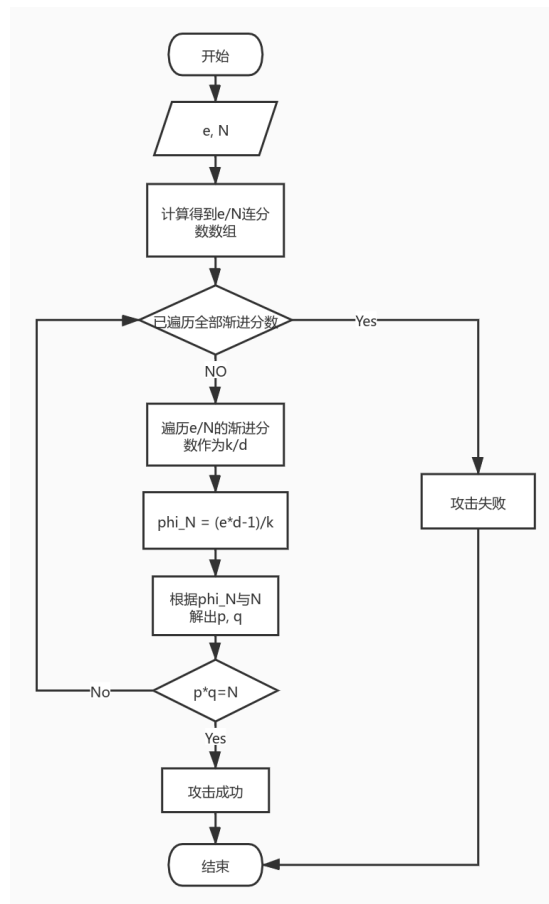 开始
e, N
计算得到e/N连分
数数组
已遍历全部渐进分数
Yes
NO
遍历e/N的渐进分
数作为k/d
攻击失败
phi_N = (e*d-1)/k
根据phi_N与N
解出p, q
No
p*q=N
Yes
攻击成功
结束